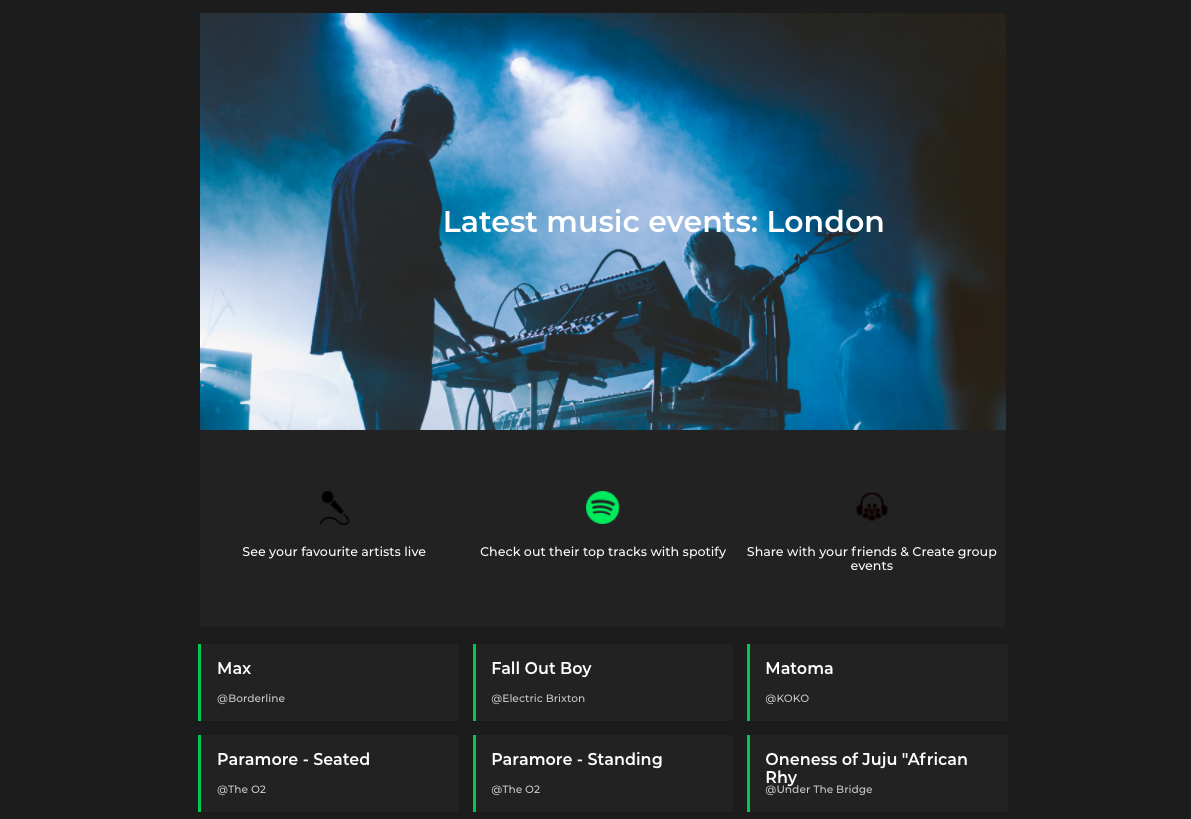 Latest music events: London
See your favourite artists live
Check out their top tracks with spotify
Share with your friends & Create group
events
Max
@Borderline
Fall Out Boy
@Electric Brixton
Matoma
@KOKO
Paramore - Seated
@The O2
Paramore - Standing
@The O2
Oneness of Juju "African
Rhy
@Under The Bridge